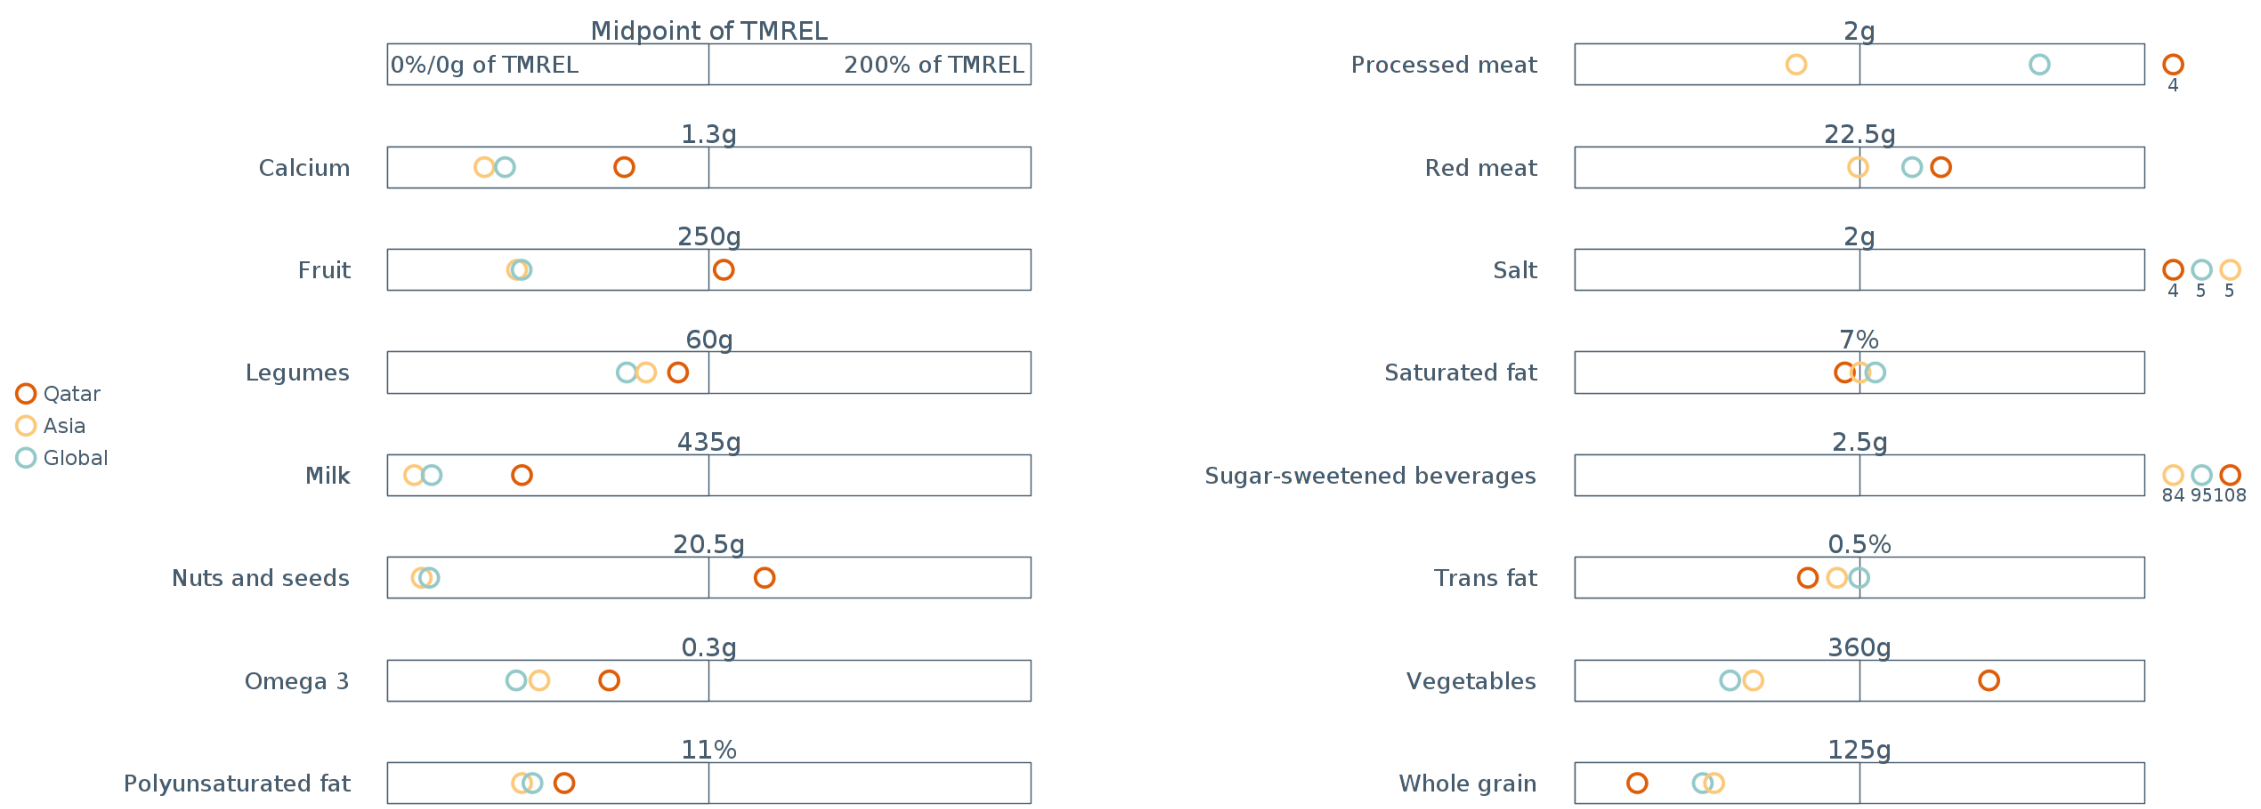 Midpoint of TMREL
0%/0g of TMREL 200% of TMREL
1.3g
Calcium
250g
Fruit
60g
Legumes
435g
Milk
20.5g
Nuts and seeds
0.3g
Omega 3
11%
Polyunsaturated fat
Qatar
Asia
Global
2g
Processed meat
4
22.5g
Red meat
2g
Salt
4 5 5
7%
Saturated fat
2.5g
Sugar-sweetened beverages
84 95 108
0.5%
Trans fat
360g
Vegetables
125g
Whole grain